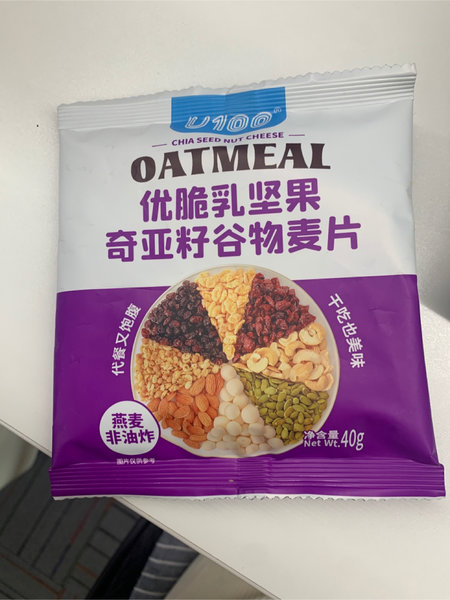 U100®
CHIA SEED NUT CHEESE
OATMEAL
优脆乳坚果
奇亚籽谷物麦片
代餐又饱腹
干吃也美味
燕麦
非油炸
图片仅供参考
净含量
Net Wt. 40g